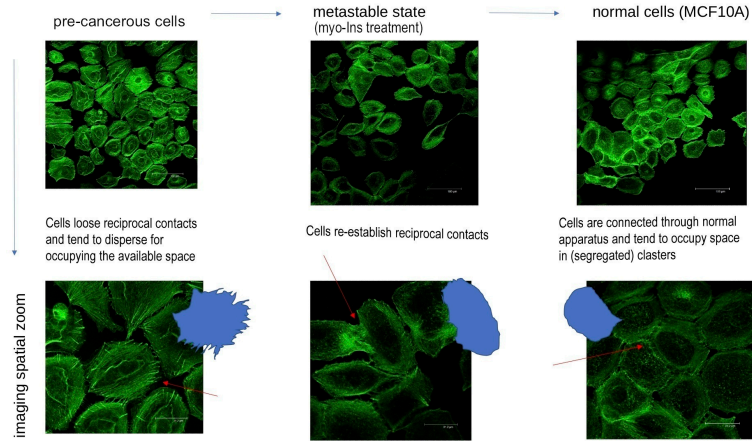 pre-cancerous cells
metastable state
(myo-Ins treatment)
normal cells (MCF10A)
Cells loose reciprocal contacts
and tend to disperse for
occupying the available space
Cells re-establish reciprocal contacts
Cells are connected through normal
apparatus and tend to occupy space
in (segregated) clasters
imaging spatial zoom